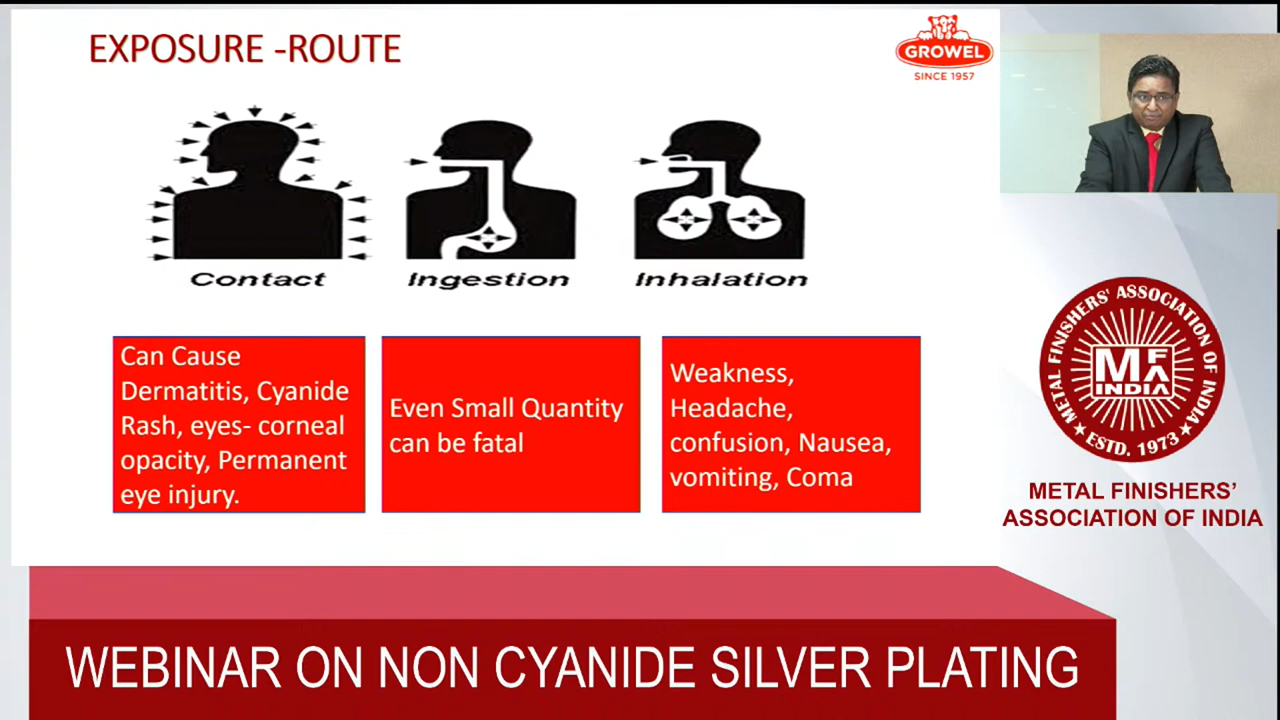 EXPOSURE -ROUTE
GROWEL
SINCE 1957
Contact
Ingestion
Inhalation
Can Cause
Dermatitis, Cyanide
Rash, eyes- corneal
opacity, Permanent
eye injury.
Even Small Quantity
can be fatal
Weakness,
Headache,
confusion, Nausea,
vomiting, Coma
METAL FINISHERS' ASSOCIATION OF INDIA
MFA
INDIA
ESTD. 1973
METAL FINISHERS'
ASSOCIATION OF INDIA
WEBINAR ON NON CYANIDE SILVER PLATING